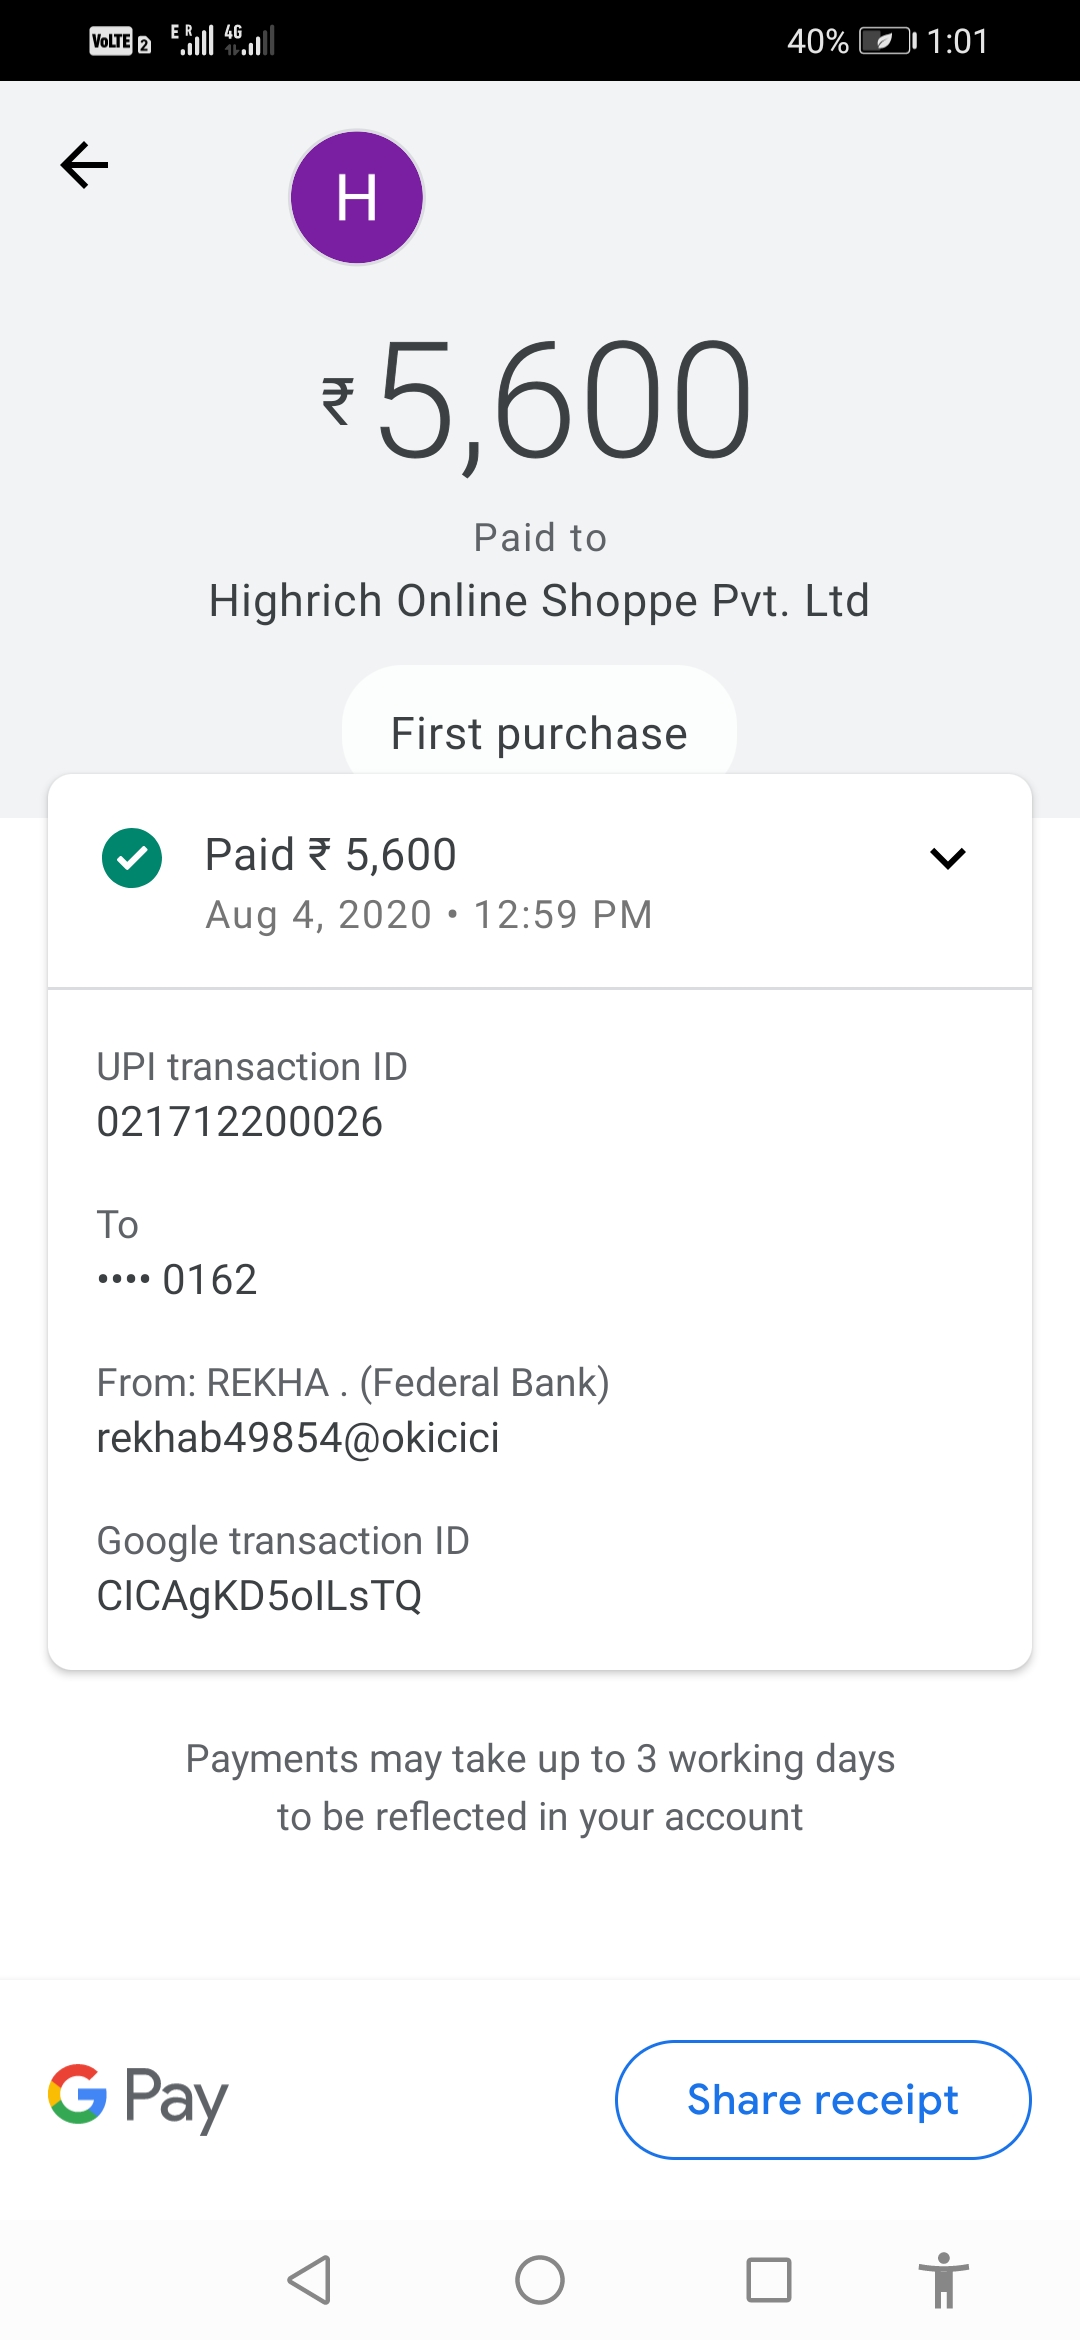 VoLTE 2 E R 4G 40% 1:01
H
₹5,600
Paid to
Highrich Online Shoppe Pvt. Ltd
First purchase
Paid ₹ 5,600
Aug 4, 2020 • 12:59 PM
UPI transaction ID
021712200026
To
•••• 0162
From: REKHA . (Federal Bank)
rekhab49854@okicici
Google transaction ID
CICAgKD5oILsTQ
Payments may take up to 3 working days
to be reflected in your account
G Pay
Share receipt